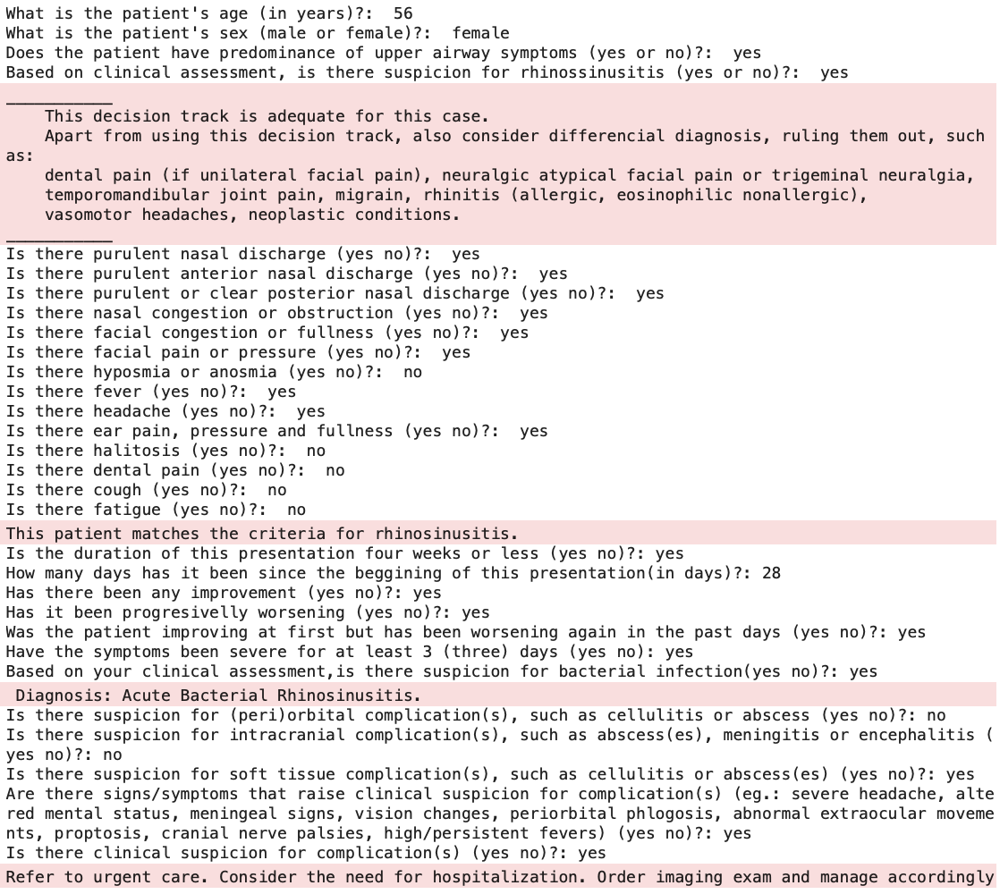 What is the patient's age (in years)?:  56
What is the patient's sex (male or female)?:  female
Does the patient have predominance of upper airway symptoms (yes or no)?:  yes
Based on clinical assessment, is there suspicion for rhinossinusitis (yes or no)?:  yes
___________
    This decision track is adequate for this case.
    Apart from using this decision track, also consider differencial diagnosis, ruling them out, such
as:
    dental pain (if unilateral facial pain), neuralgic atypical facial pain or trigeminal neuralgia,
    temporomandibular joint pain, migrain, rhinitis (allergic, eosinophilic nonallergic),
    vasomotor headaches, neoplastic conditions.
___________
Is there purulent nasal discharge (yes no)?:  yes
Is there purulent anterior nasal discharge (yes no)?:  yes
Is there purulent or clear posterior nasal discharge (yes no)?:  yes
Is there nasal congestion or obstruction (yes no)?:  yes
Is there facial congestion or fullness (yes no)?:  yes
Is there facial pain or pressure (yes no)?:  yes
Is there hyposmia or anosmia (yes no)?:  no
Is there fever (yes no)?:  yes
Is there headache (yes no)?:  yes
Is there ear pain, pressure and fullness (yes no)?:  yes
Is there halitosis (yes no)?:  no
Is there dental pain (yes no)?:  no
Is there cough (yes no)?:  no
Is there fatigue (yes no)?:  no
This patient matches the criteria for rhinosinusitis.
Is the duration of this presentation four weeks or less (yes no)?: yes
How many days has it been since the beggining of this presentation(in days)?: 28
Has there been any improvement (yes no)?: yes
Has it been progresivelly worsening (yes no)?: yes
Was the patient improving at first but has been worsening again in the past days (yes no)?: yes
Have the symptoms been severe for at least 3 (three) days (yes no): yes
Based on your clinical assessment,is there suspicion for bacterial infection(yes no)?: yes
 Diagnosis: Acute Bacterial Rhinosinusitis.
Is there suspicion for (peri)orbital complication(s), such as cellulitis or abscess (yes no)?: no
Is there suspicion for intracranial complication(s), such as abscess(es), meningitis or encephalitis (
yes no)?: no
Is there suspicion for soft tissue complication(s), such as cellulitis or abscess(es) (yes no)?: yes
Are there signs/symptoms that raise clinical suspicion for complication(s) (eg.: severe headache, alte
red mental status, meningeal signs, vision changes, periorbital phlogosis, abnormal extraocular moveme
nts, proptosis, cranial nerve palsies, high/persistent fevers) (yes no)?: yes
Is there clinical suspicion for complication(s) (yes no)?: yes
Refer to urgent care. Consider the need for hospitalization. Order imaging exam and manage accordingly